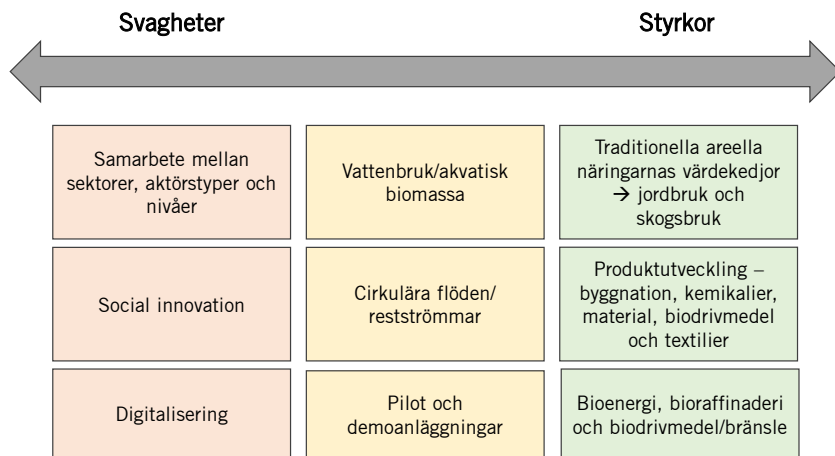 Svagheter
Styrkor
Samarbete mellan
sektorer, aktörstyper och
nivåer
Vattenbruk/akvatisk
biomassa
Traditionella areella
näringarnas värdekedjor
→ jordbruk och
skogsbruk
Social innovation
Cirkulära flöden/
restströmmar
Produktutveckling –
byggnation, kemikalier,
material, biodrivmedel
och textilier
Digitalisering
Pilot och
demoanläggningar
Bioenergi, bioraffinaderi
och biodrivmedel/bränsle